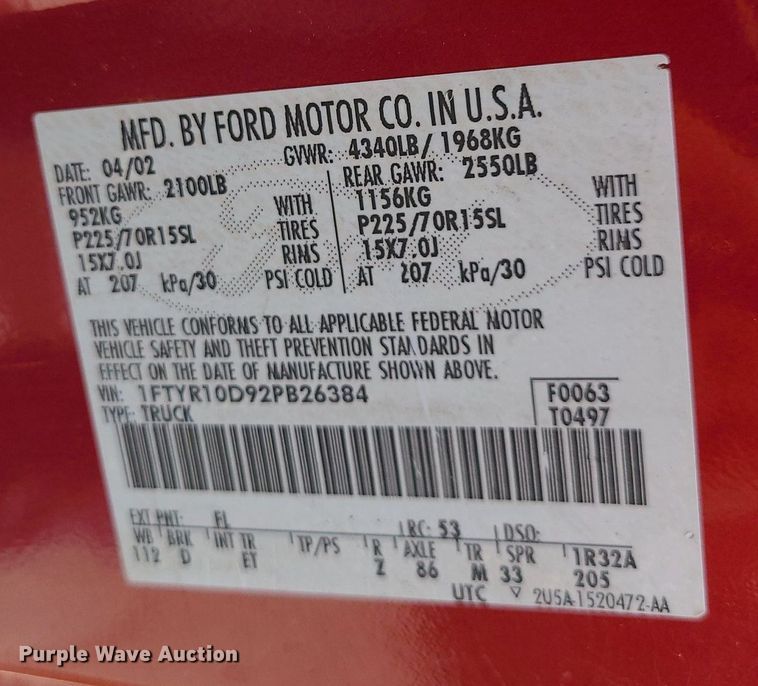 MFD. BY FORD MOTOR CO. IN U.S.A.
DATE: 04/02 GVWR: 4340LB/ 1968KG
FRONT GAWR: 2100LB REAR GAWR: 2550LB
952KG WITH 1156KG WITH
P225/70R15SL TIRES P225/70R15SL TIRES
15X7.0J RIMS 15X7.0J RIMS
AT 207 kPa/30 PSI COLD AT 207 kPa/30 PSI COLD
THIS VEHICLE CONFORMS TO ALL APPLICABLE FEDERAL MOTOR
VEHICLE SAFETY AND THEFT PREVENTION STANDARDS IN
EFFECT ON THE DATE OF MANUFACTURE SHOWN ABOVE.
VIN: 1FTYR10D92PB26384 F0063
TYPE: TRUCK T0497
EXT PNT: FL RC: 53 DSO:
WB BRK INT TR TP/PS R AXLE TR SPR 1R32A
112 D ET Z 86 M 33 205
UTC ▽ 2U5A-1520472-AA
Purple Wave Auction